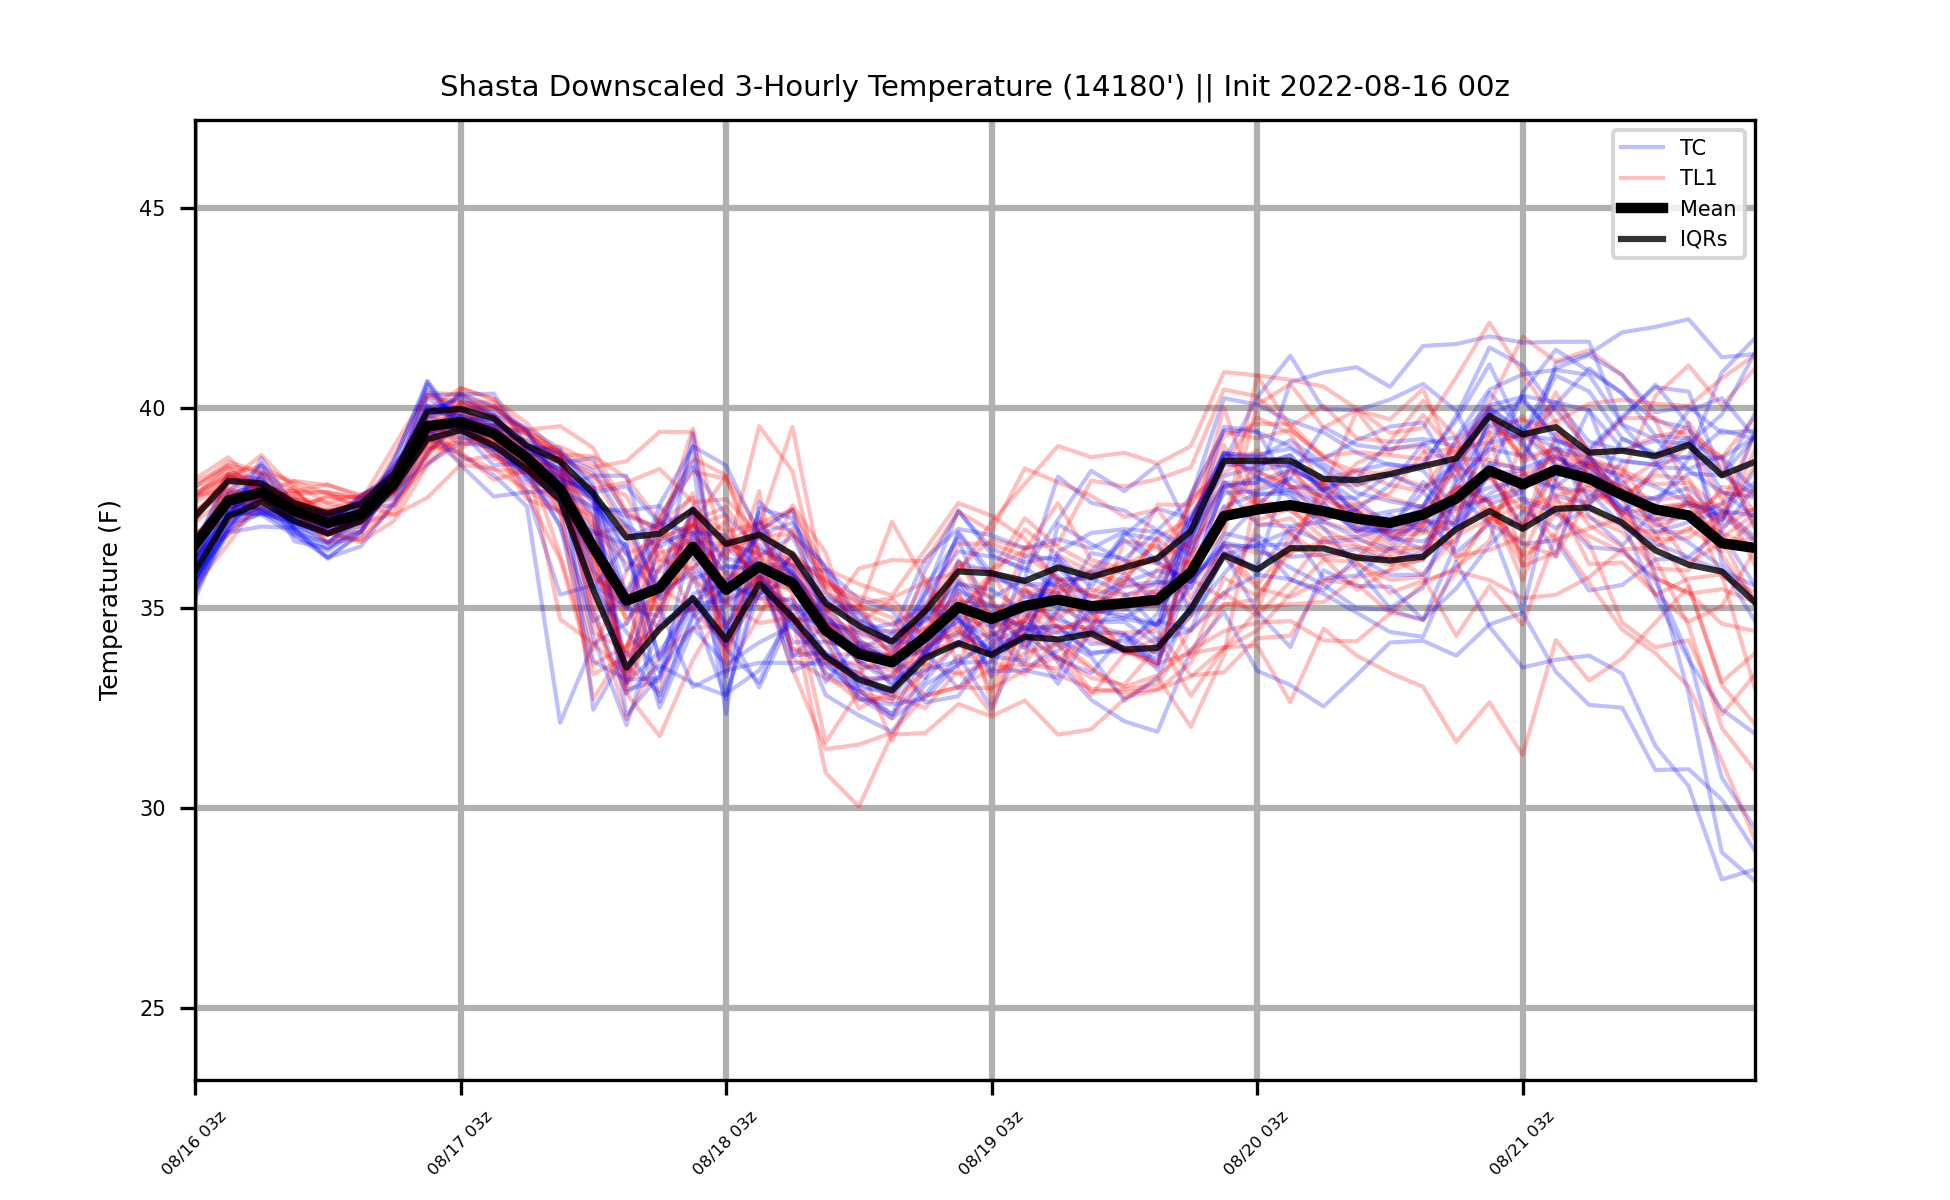 Shasta Downscaled 3-Hourly Temperature (14180') || Init 2022-08-16 00z
TC
TL1
Mean
IQRs
Temperature (F)
45
40
35
30
25
08/16 03z
08/17 03z
08/18 03z
08/19 03z
08/20 03z
08/21 03z